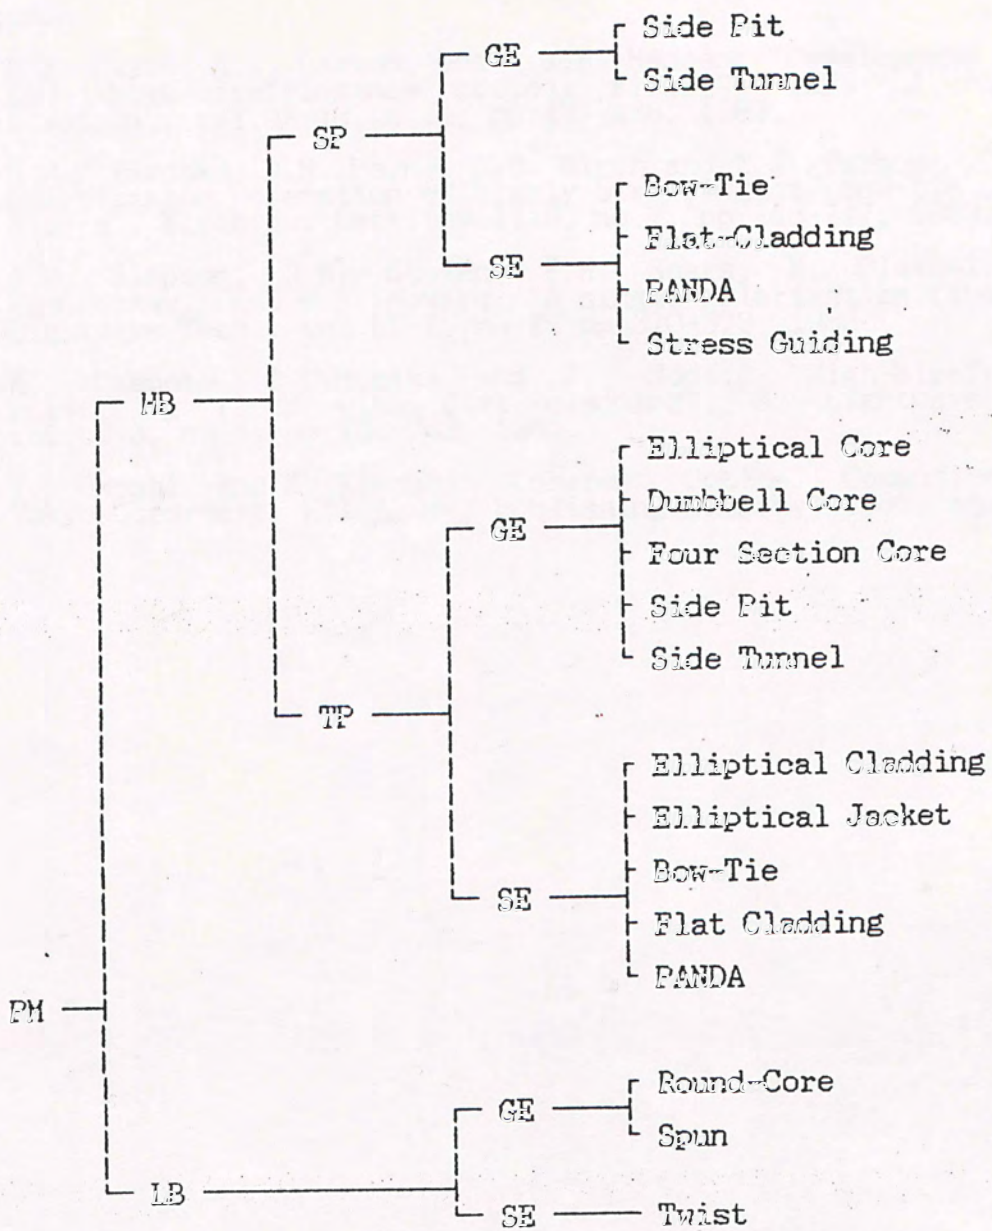 Side Pit
GE
Side Tunnel
SP
Bow-Tie
Flat-Cladding
SE
PANDA
Stress Guiding
HB
Elliptical Core
Dumbbell Core
GE
Four Section Core
Side Pit
Side Tunnel
TP
Elliptical Cladding
Elliptical Jacket
Bow-Tie
SE
Flat Cladding
PANDA
PM
Round-Core
GE
Spun
LB
SE
Twist